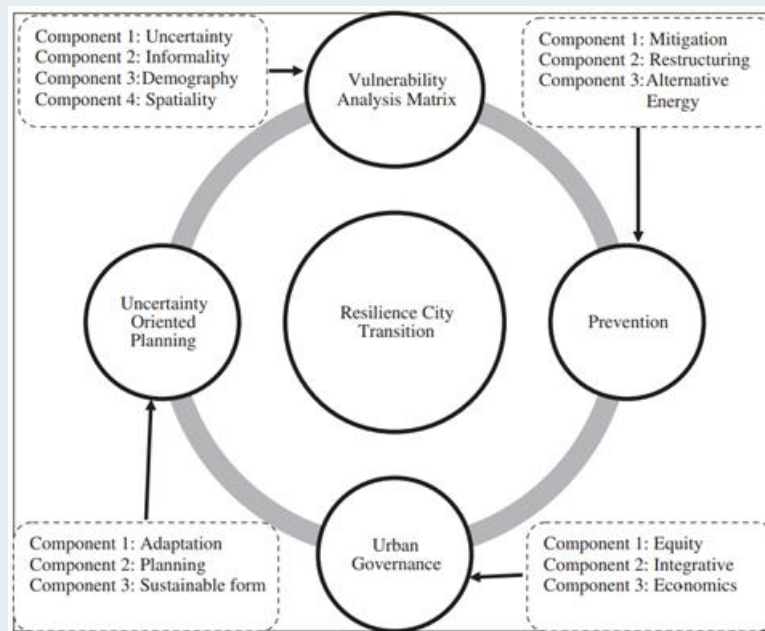 Component 1: Uncertainty
Component 2: Informality
Component 3:Demography
Component 4: Spatiality
Vulnerability
Analysis Matrix
Component 1: Mitigation
Component 2: Restructuring
Component 3: Alternative
Energy
Uncertainty
Oriented
Planning
Resilience City
Transition
Prevention
Component 1: Adaptation
Component 2: Planning
Component 3: Sustainable form
Urban
Governance
Component 1: Equity
Component 2: Integrative
Component 3: Economics